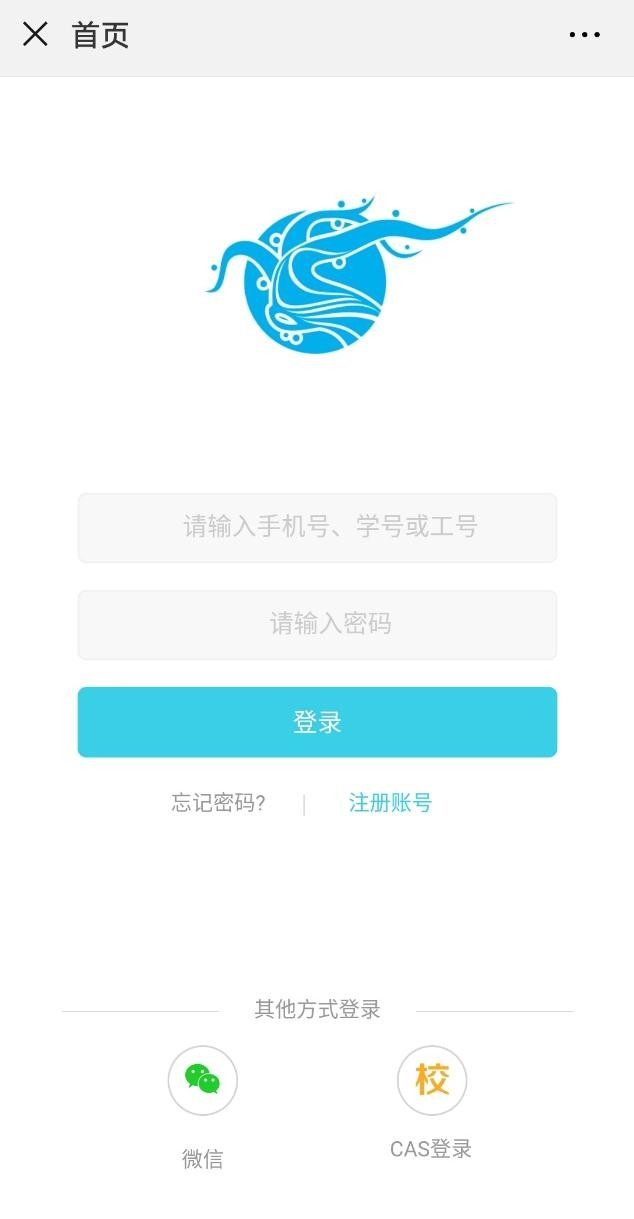 首页
请输入手机号、学号或工号
请输入密码
登录
忘记密码? | 注册账号
其他方式登录
校
微信 CAS登录